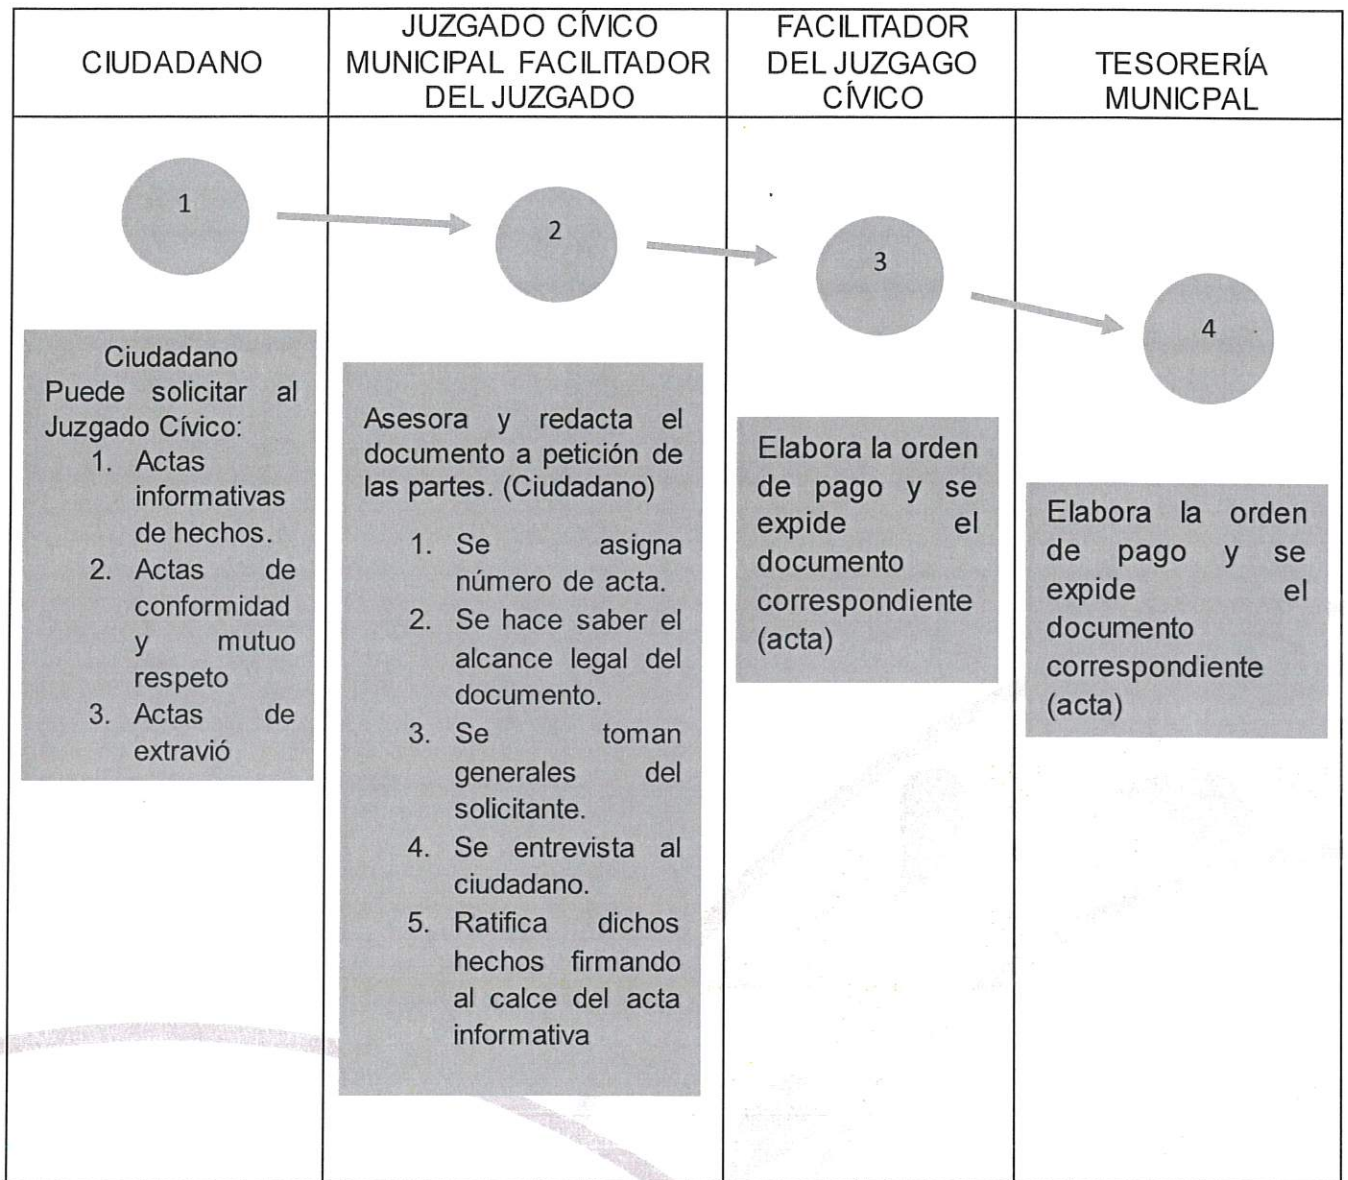 CIUDADANO
JUZGADO CÍVICO
MUNICIPAL FACILITADOR
DEL JUZGADO
FACILITADOR
DEL JUZGAGO
CÍVICO
TESORERÍA
MUNICPAL
1
2
3
4
Ciudadano
Puede solicitar al
Juzgado Cívico:
1. Actas
informativas
de hechos.
2. Actas de
conformidad
y mutuo
respeto
3. Actas de
extravió
Asesora y redacta el
documento a petición de
las partes. (Ciudadano)
1. Se asigna
número de acta.
2. Se hace saber el
alcance legal del
documento.
3. Se toman
generales del
solicitante.
4. Se entrevista al
ciudadano.
5. Ratifica dichos
hechos firmando
al calce del acta
informativa
Elabora la orden
de pago y se
expide el
documento
correspondiente
(acta)
Elabora la orden
de pago y se
expide el
documento
correspondiente
(acta)